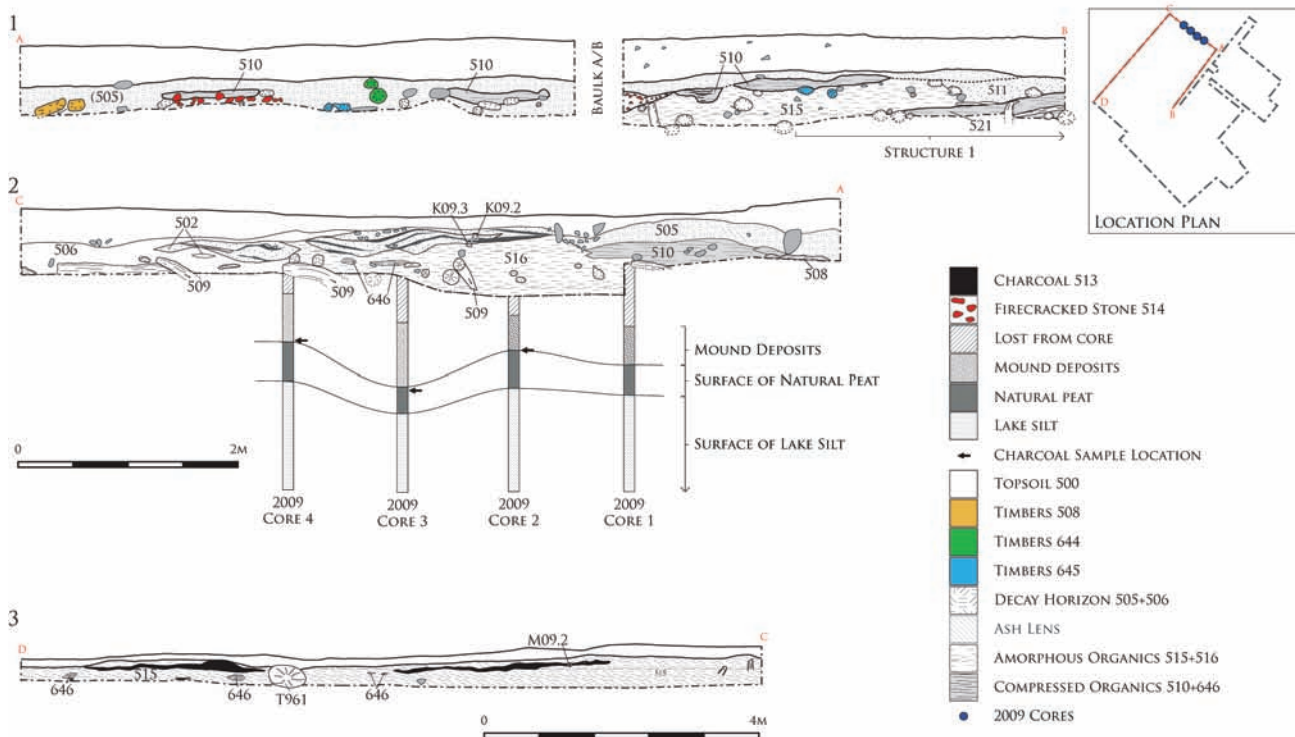 1
A
510
510
(505)
BAULK A/B
B
510
511
515
521
STRUCTURE 1
C
A
B
D
LOCATION PLAN
2
C
A
K09.3
K09.2
502
506
505
516
510
508
509
509
646
509
MOUND DEPOSITS
SURFACE OF NATURAL PEAT
SURFACE OF LAKE SILT
0
2M
2009
CORE 4
2009
CORE 3
2009
CORE 2
2009
CORE 1
3
D
C
M09.2
515
515
646
646
T961
646
0
4M
CHARCOAL 513
FIRECRACKED STONE 514
LOST FROM CORE
MOUND DEPOSITS
NATURAL PEAT
LAKE SILT
CHARCOAL SAMPLE LOCATION
TOPSOIL 500
TIMBERS 508
TIMBERS 644
TIMBERS 645
DECAY HORIZON 505+506
ASH LENS
AMORPHOUS ORGANICS 515+516
COMPRESSED ORGANICS 510+646
2009 CORES